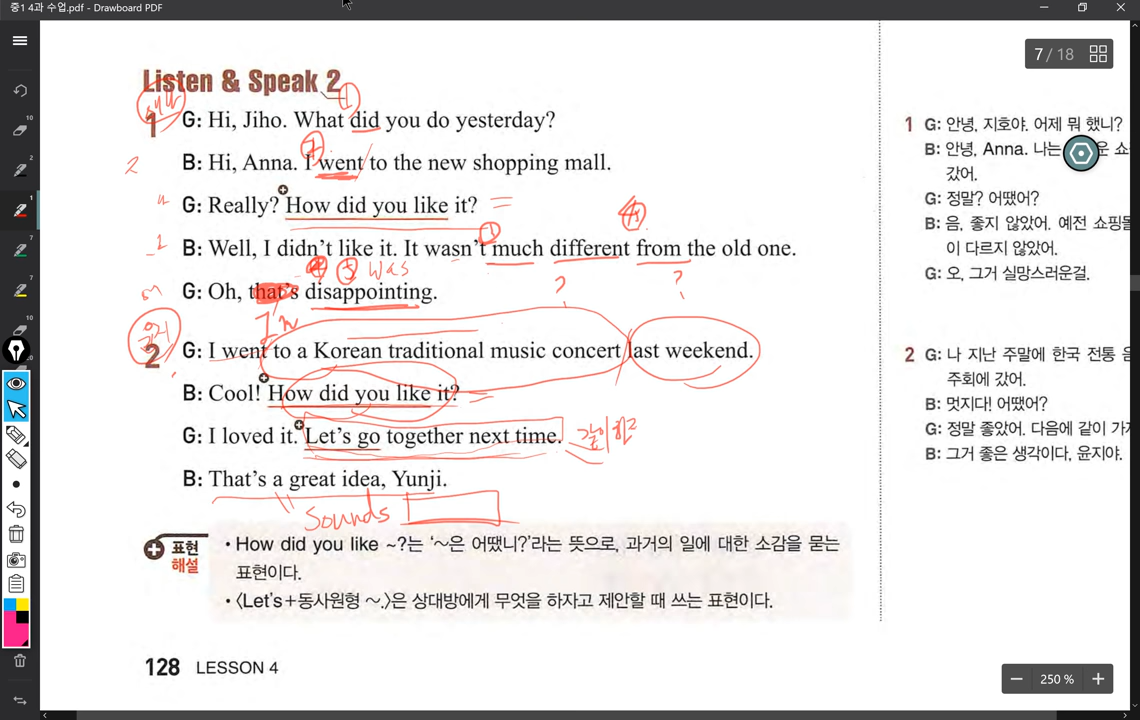 중1 4과 수업.pdf - Drawboard PDF
7 / 18
Listen & Speak 2
1 G: Hi, Jiho. What did you do yesterday?
B: Hi, Anna. I went to the new shopping mall.
G: Really? How did you like it?
B: Well, I didn't like it. It wasn't much different from the old one.
was
G: Oh, that's disappointing.
2 G: I went to a Korean traditional music concert last weekend.
B: Cool! How did you like it?
G: I loved it. Let's go together next time.
B: That's a great idea, Yunji.
Sounds
표현 해설
• How did you like ~?는 '~은 어땠니?'라는 뜻으로, 과거의 일에 대한 소감을 묻는
표현이다.
• 〈Let's+동사원형 ~.〉은 상대방에게 무엇을 하자고 제안할 때 쓰는 표현이다.
128 LESSON 4
1 G: 안녕, 지호야. 어제 뭐 했니?
B: 안녕, Anna. 나는 쇼
갔어.
G: 정말? 어땠어?
B: 음, 좋지 않았어. 예전 쇼핑몰
이 다르지 않았어.
G: 오, 그거 실망스러운걸.
2 G: 나 지난 주말에 한국 전통 음
주회에 갔어.
B: 멋지다! 어땠어?
G: 정말 좋았어. 다음에 같이 가
B: 그거 좋은 생각이다, 윤지야.
250 %